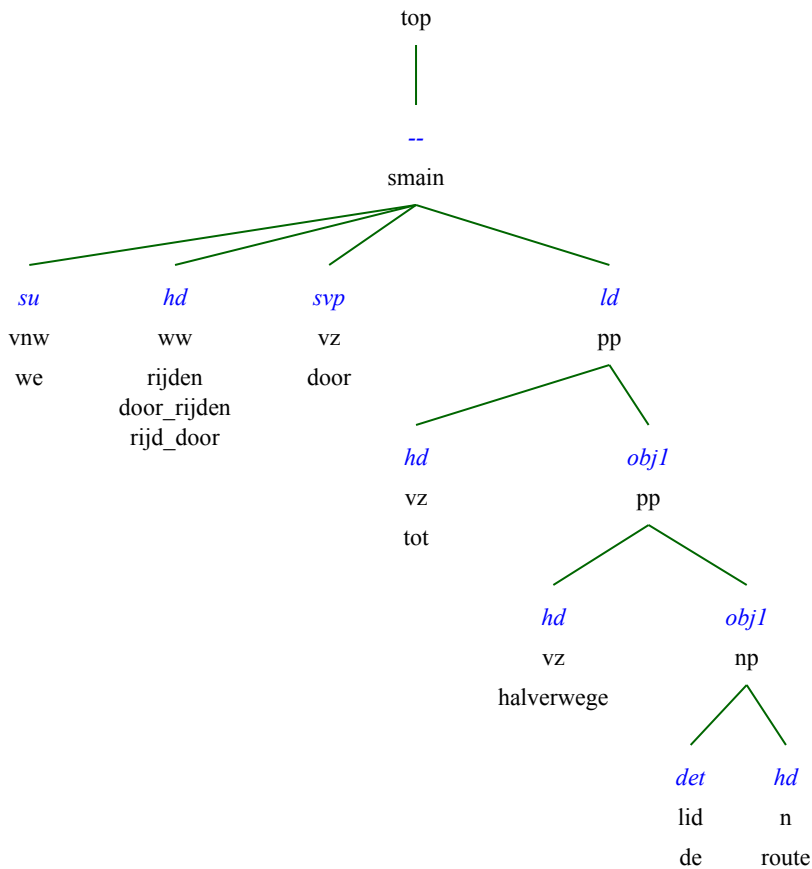 top
--
smain
su hd svp ld
vnw ww vz pp
we rijden door
door_rijden
rijd_door
hd obj1
vz pp
tot
hd obj1
vz np
halverwege
det hd
lid n
de route